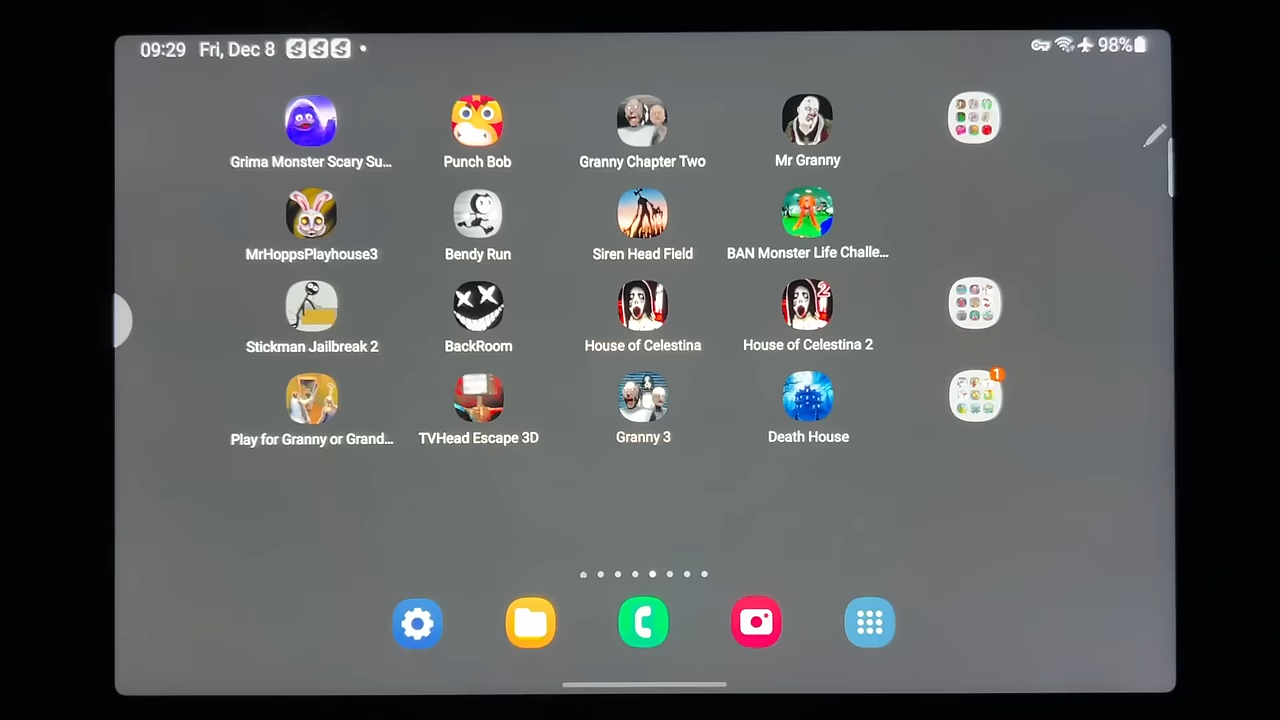 09:29 Fri, Dec 8 98%
Grima Monster Scary Su... Punch Bob Granny Chapter Two Mr Granny
MrHoppsPlayhouse3 Bendy Run Siren Head Field BAN Monster Life Challe...
2
Stickman Jailbreak 2 BackRoom House of Celestina House of Celestina 2
1
Play for Granny or Grand... TVHead Escape 3D Granny 3 Death House